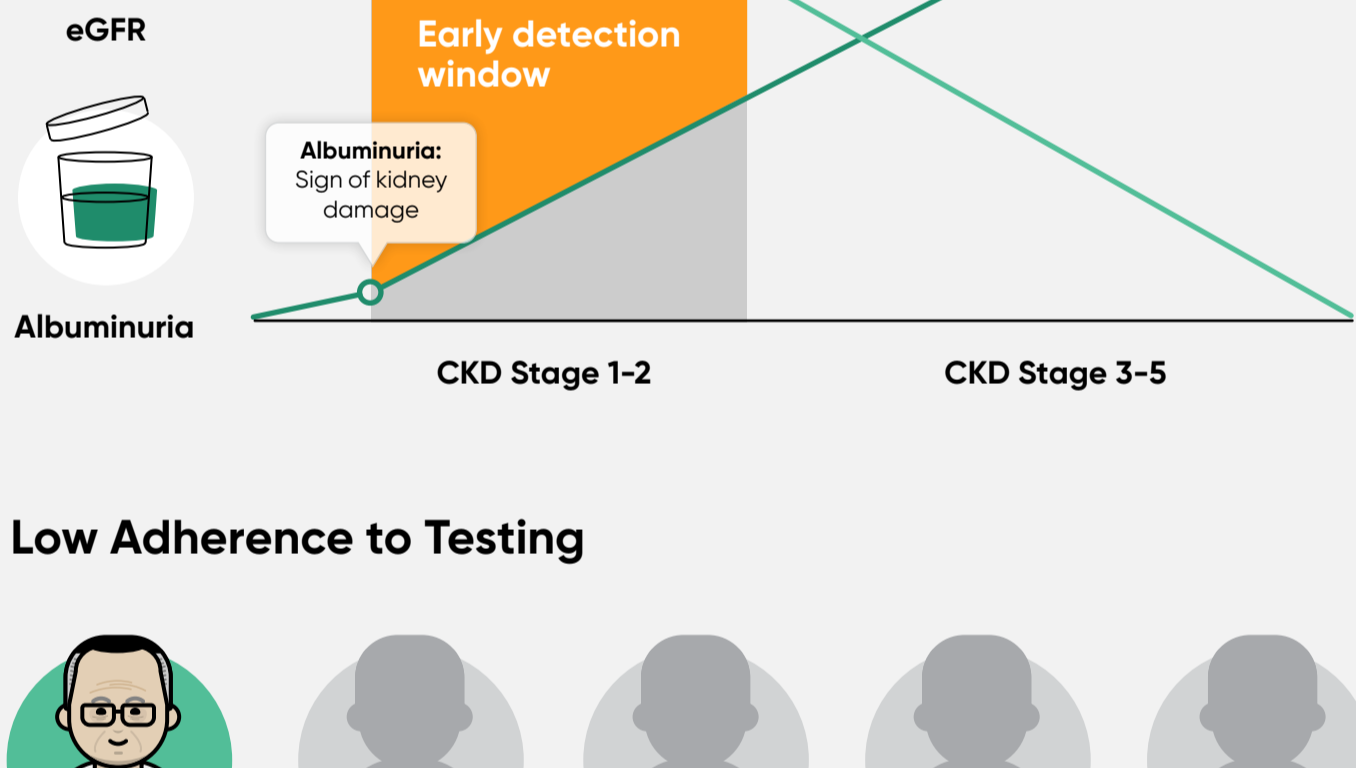 eGFR
Early detection
window
Albuminuria:
Sign of kidney
damage
Albuminuria
CKD Stage 1-2
CKD Stage 3-5
Low Adherence to Testing